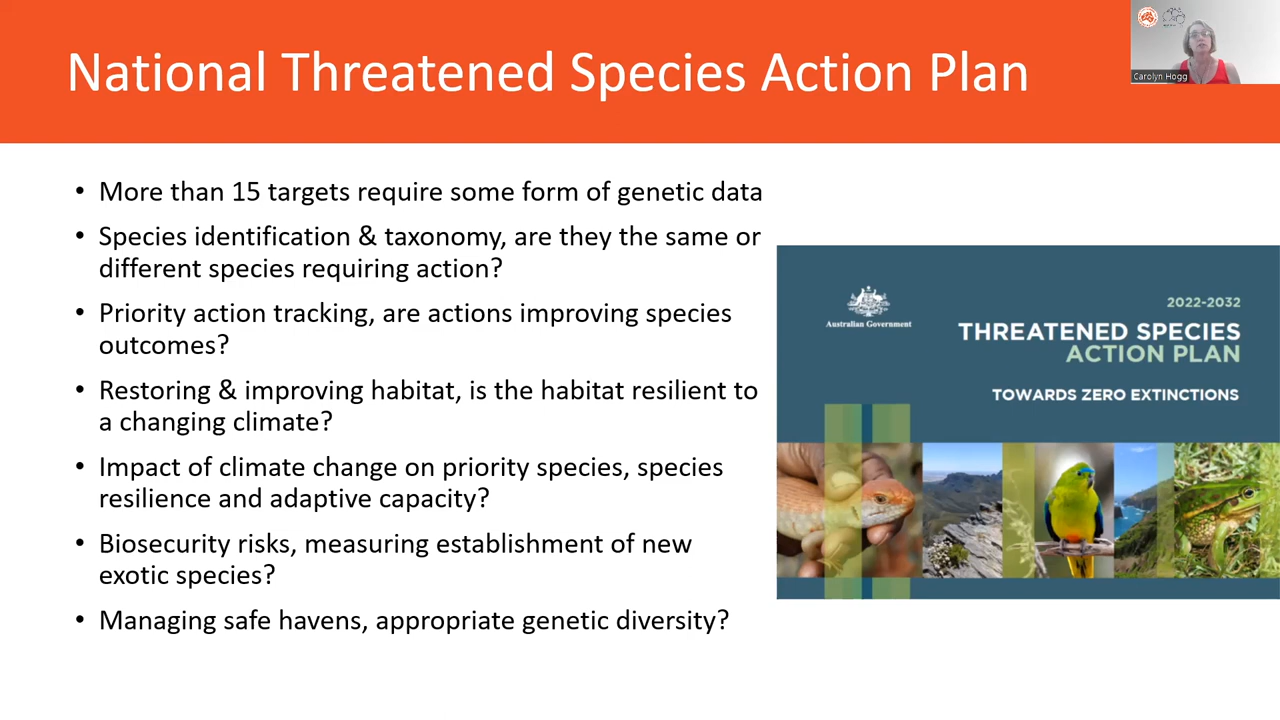 National Threatened Species Action Plan
Carolyn Hogg
• More than 15 targets require some form of genetic data
• Species identification & taxonomy, are they the same or
different species requiring action?
• Priority action tracking, are actions improving species
outcomes?
• Restoring & improving habitat, is the habitat resilient to
a changing climate?
• Impact of climate change on priority species, species
resilience and adaptive capacity?
• Biosecurity risks, measuring establishment of new
exotic species?
• Managing safe havens, appropriate genetic diversity?
Australian Government
2022-2032
THREATENED SPECIES
ACTION PLAN
TOWARDS ZERO EXTINCTIONS